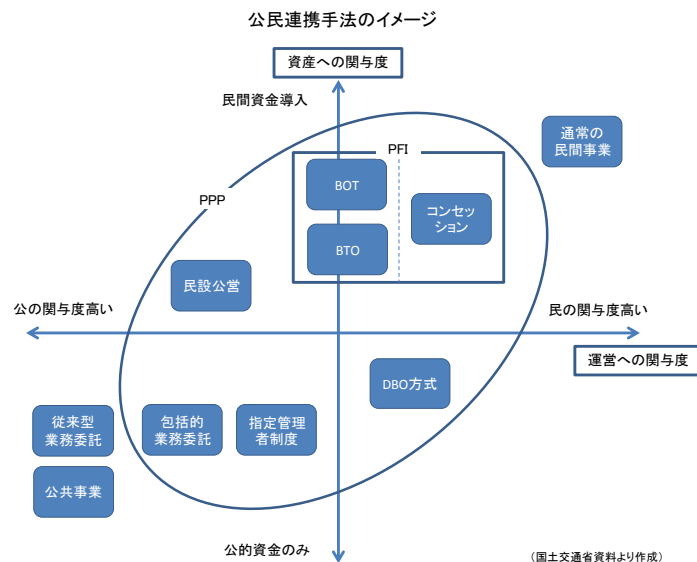 公民連携手法のイメージ
資産への関与度
民間資金導入
通常の
民間事業
PFI
BOT
コンセッ
ション
PPP
BTO
民設公営
公の関与度高い
民の関与度高い
運営への関与度
DBO方式
従来型
業務委託
包括的
業務委託
指定管理
者制度
公共事業
公的資金のみ
（国土交通省資料より作成）